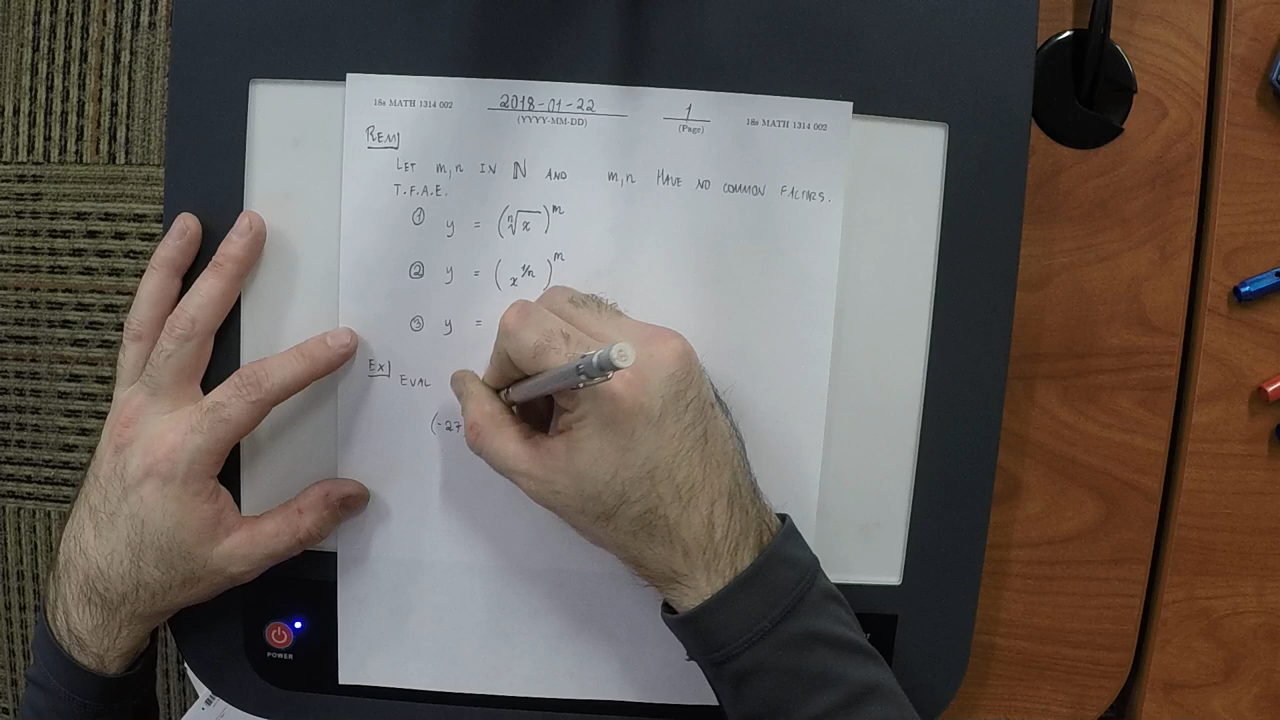 18s MATH 1314 002 2018-01-22 1 18s MATH 1314 002
(YYYY-MM-DD) (Page)
REM
LET m,n IN ℕ AND m,n HAVE NO COMMON FACTORS.
T.F.A.E.
① y = (ⁿ√x)^m
② y = (x^{1/n})^m
③ y =
EX
EVAL
(-27
POWER